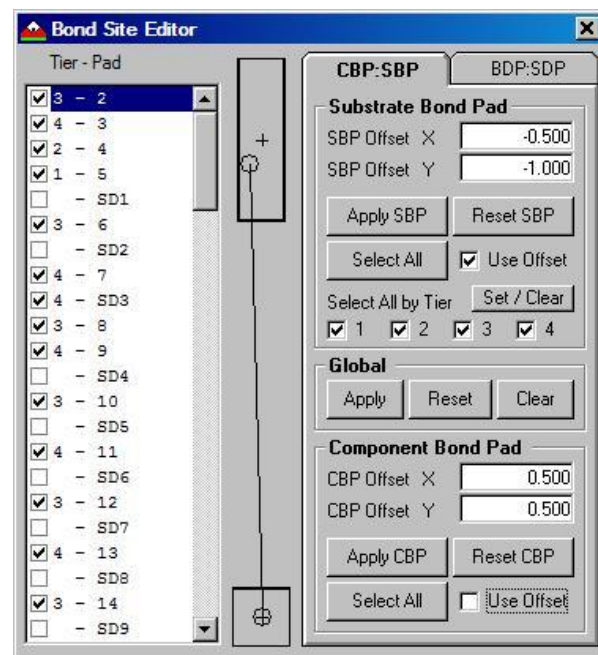 Bond Site Editor
Tier - Pad
3 - 2
4 - 3
2 - 4
1 - 5
- SD1
3 - 6
- SD2
4 - 7
4 - SD3
3 - 8
4 - 9
- SD4
3 - 10
- SD5
4 - 11
- SD6
3 - 12
- SD7
4 - 13
- SD8
3 - 14
- SD9
CBP:SBP BDP:SDP
Substrate Bond Pad
SBP Offset X -0.500
SBP Offset Y -1.000
Apply SBP Reset SBP
Select All Use Offset
Select All by Tier Set / Clear
1 2 3 4
Global
Apply Reset Clear
Component Bond Pad
CBP Offset X 0.500
CBP Offset Y 0.500
Apply CBP Reset CBP
Select All Use Offset